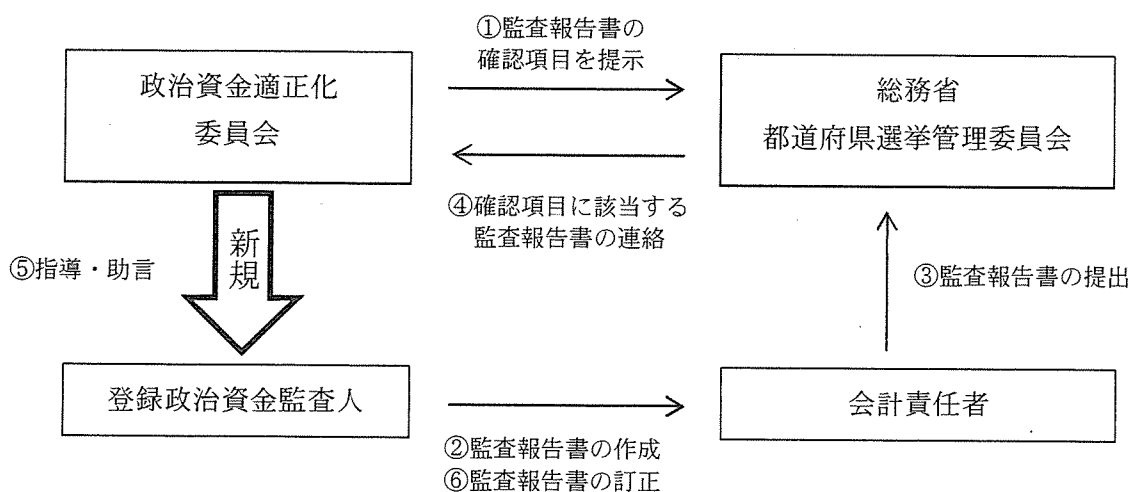 ①監査報告書の
確認項目を提示
政治資金適正化
委員会
総務省
都道府県選挙管理委員会
④確認項目に該当する
監査報告書の連絡
新規
⑤指導・助言
③監査報告書の提出
登録政治資金監査人
会計責任者
②監査報告書の作成
⑥監査報告書の訂正